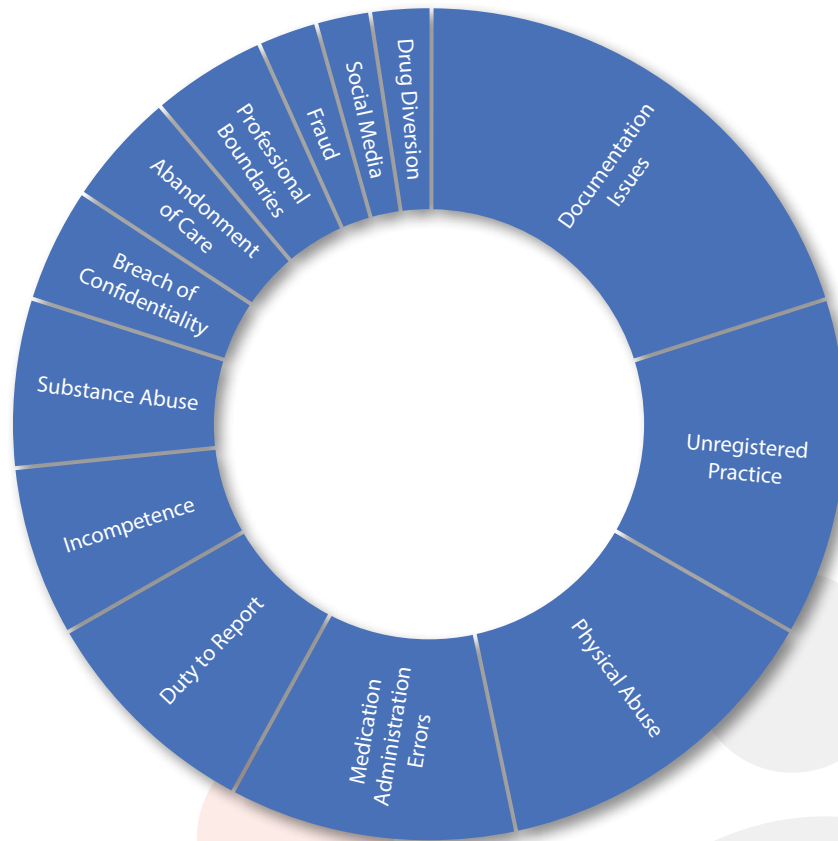 Documentation
Issues
Unregistered
Practice
Physical Abuse
Medication
Administration
Errors
Duty to Report
Incompetence
Substance Abuse
Breach of
Confidentiality
Abandonment
of Care
Professional
Boundaries
Fraud
Social Media
Drug Diversion